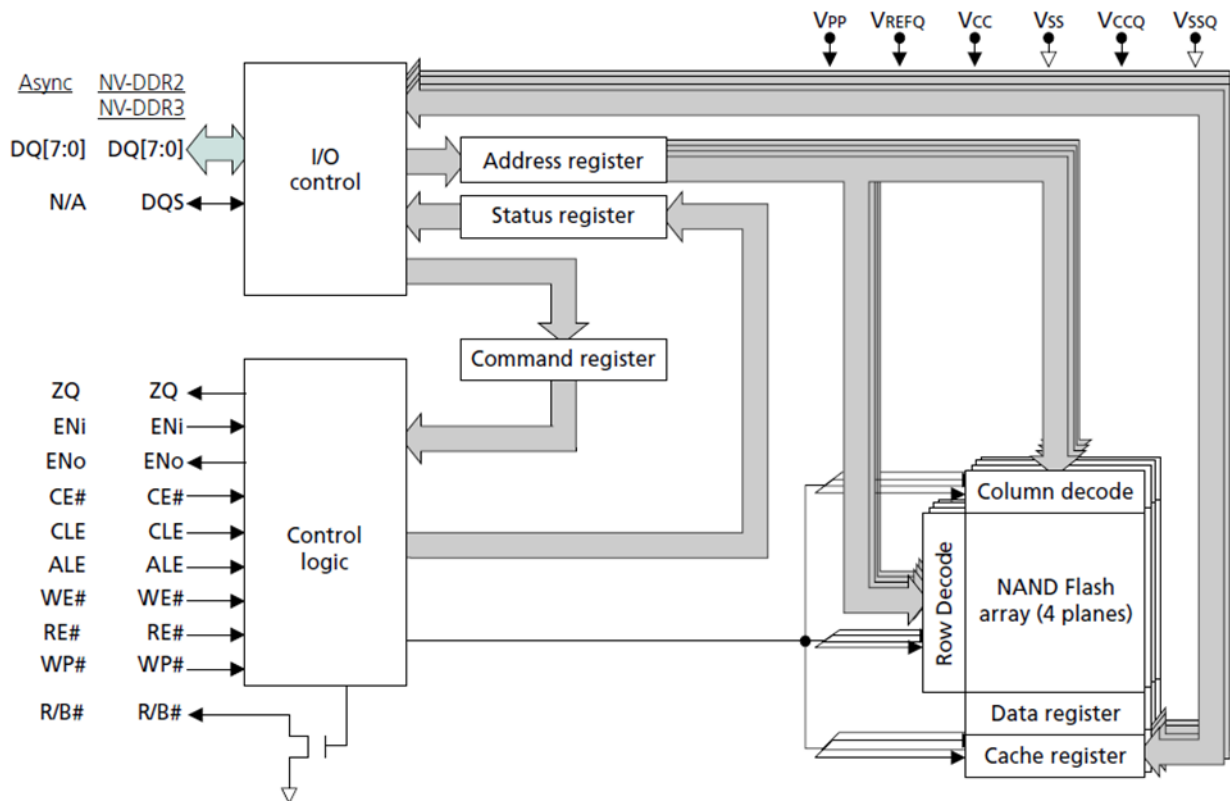 VPP VREFQ VCC VSS VCCQ VSSQ
Async NV-DDR2
NV-DDR3
DQ[7:0] DQ[7:0]
N/A DQS
I/O
control
Address register
Status register
Command register
ZQ ZQ
ENi ENi
ENo ENo
CE# CE#
CLE CLE
ALE ALE
WE# WE#
RE# RE#
WP# WP#
R/B# R/B#
Control
logic
Column decode
Row Decode
NAND Flash
array (4 planes)
Data register
Cache register